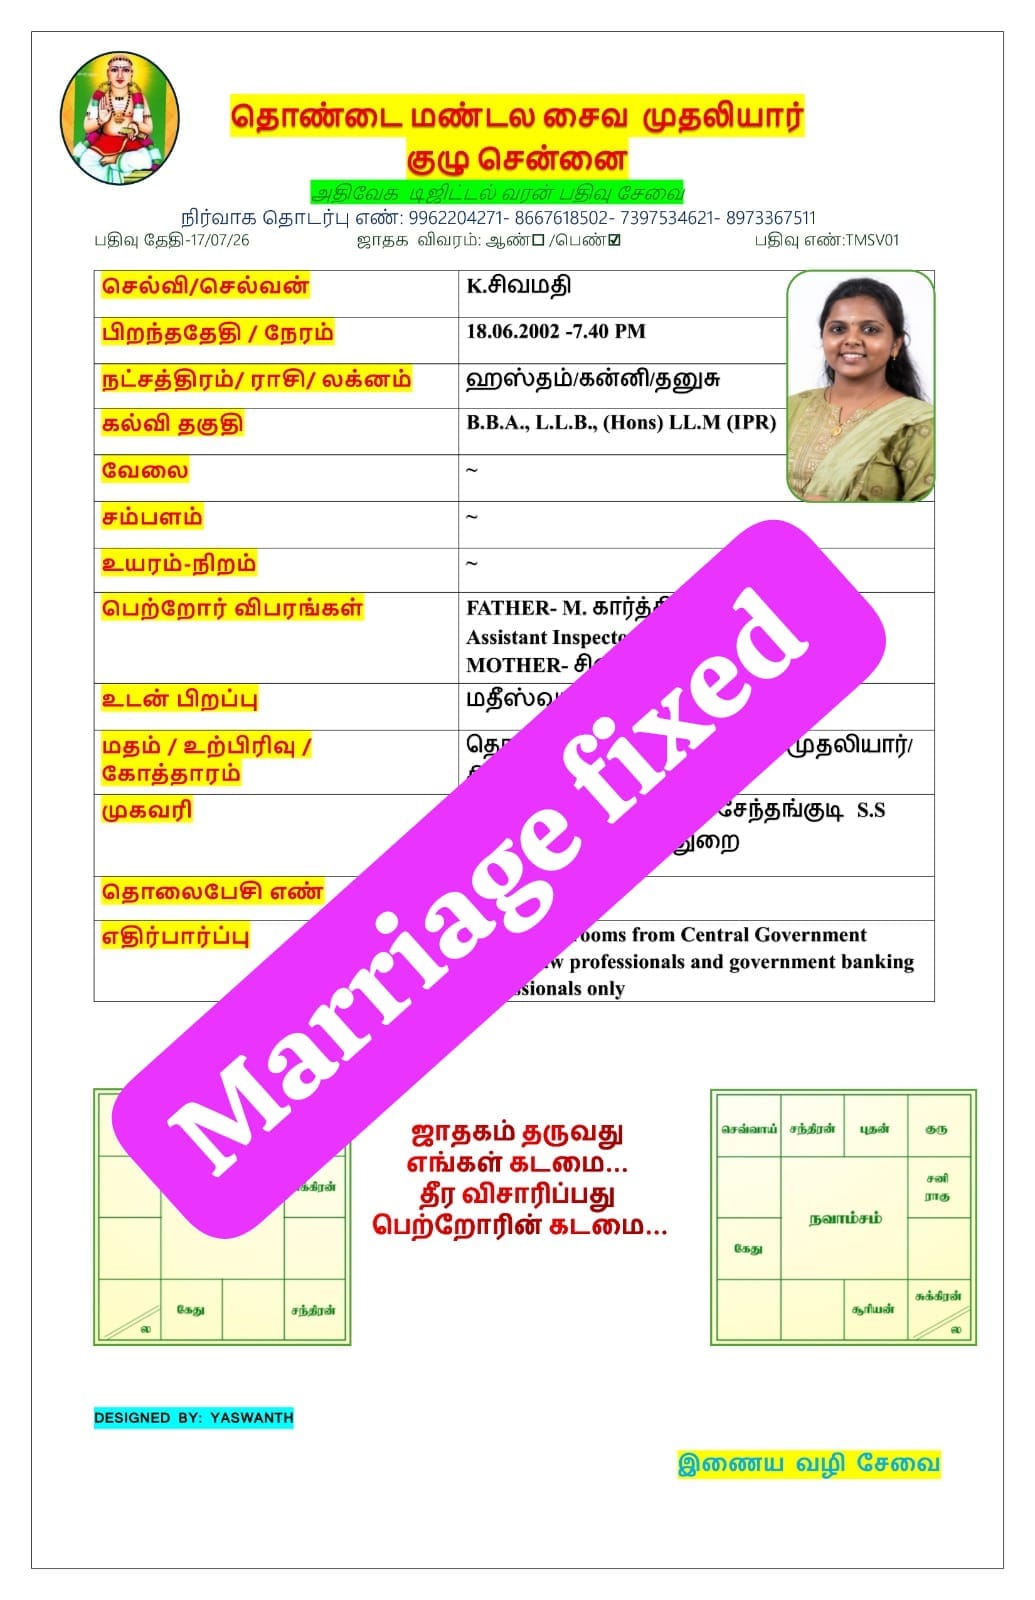 தொண்டை மண்டல சைவ முதலியார்
குழு சென்னை
அதிவேக டிஜிட்டல் வரன் பதிவு சேவை
நிர்வாக தொடர்பு எண்: 9962204271- 8667618502- 7397534621- 8973367511
பதிவு தேதி-17/07/26 ஜாதக விவரம்: ஆண்☐ /பெண்☑ பதிவு எண்:TMSV01
செல்வி/செல்வன் K.சிவமதி
பிறந்ததேதி / நேரம் 18.06.2002 -7.40 PM
நட்சத்திரம்/ ராசி/ லக்னம் ஹஸ்தம்/கன்னி/தனுசு
கல்வி தகுதி B.B.A., L.L.B., (Hons) LL.M (IPR)
வேலை ~
சம்பளம் ~
உயரம்-நிறம் ~
பெற்றோர் விபரங்கள் FATHER- M.
Assistant
MOTHER-
உடன் பிறப்பு
மதம் / உற்பிரிவு / முதலியார்/
கோத்தாரம்
முகவரி சேந்தங்குடி S.S
தொலைபேசி எண்
எதிர்பார்ப்பு from Central Government
professionals and government banking
only
Marriage fixed
ஜாதகம் தருவது
எங்கள் கடமை...
தீர விசாரிப்பது
பெற்றோரின் கடமை...
கேது சந்திரன்
ல
செவ்வாய் சந்திரன் புதன் குரு
சனி
ராகு
நவாம்சம்
கேது
சூரியன் சுக்கிரன்
ல
DESIGNED BY: YASWANTH
இணைய வழி சேவை